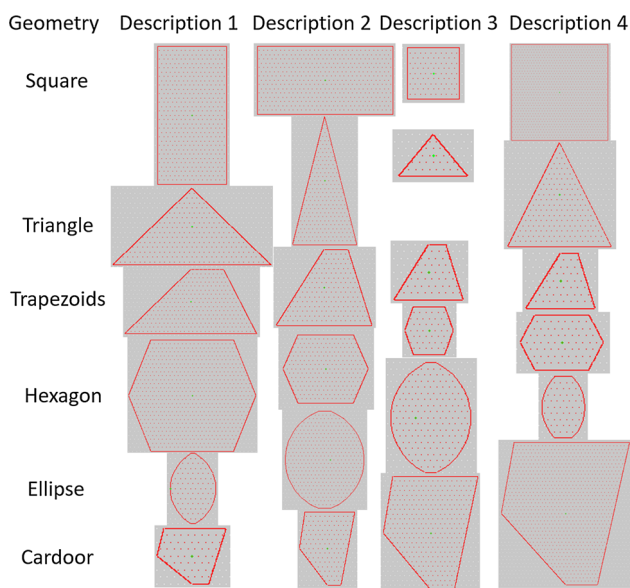 Geometry Description 1 Description 2 Description 3 Description 4
Square
Triangle
Trapezoids
Hexagon
Ellipse
Cardoor